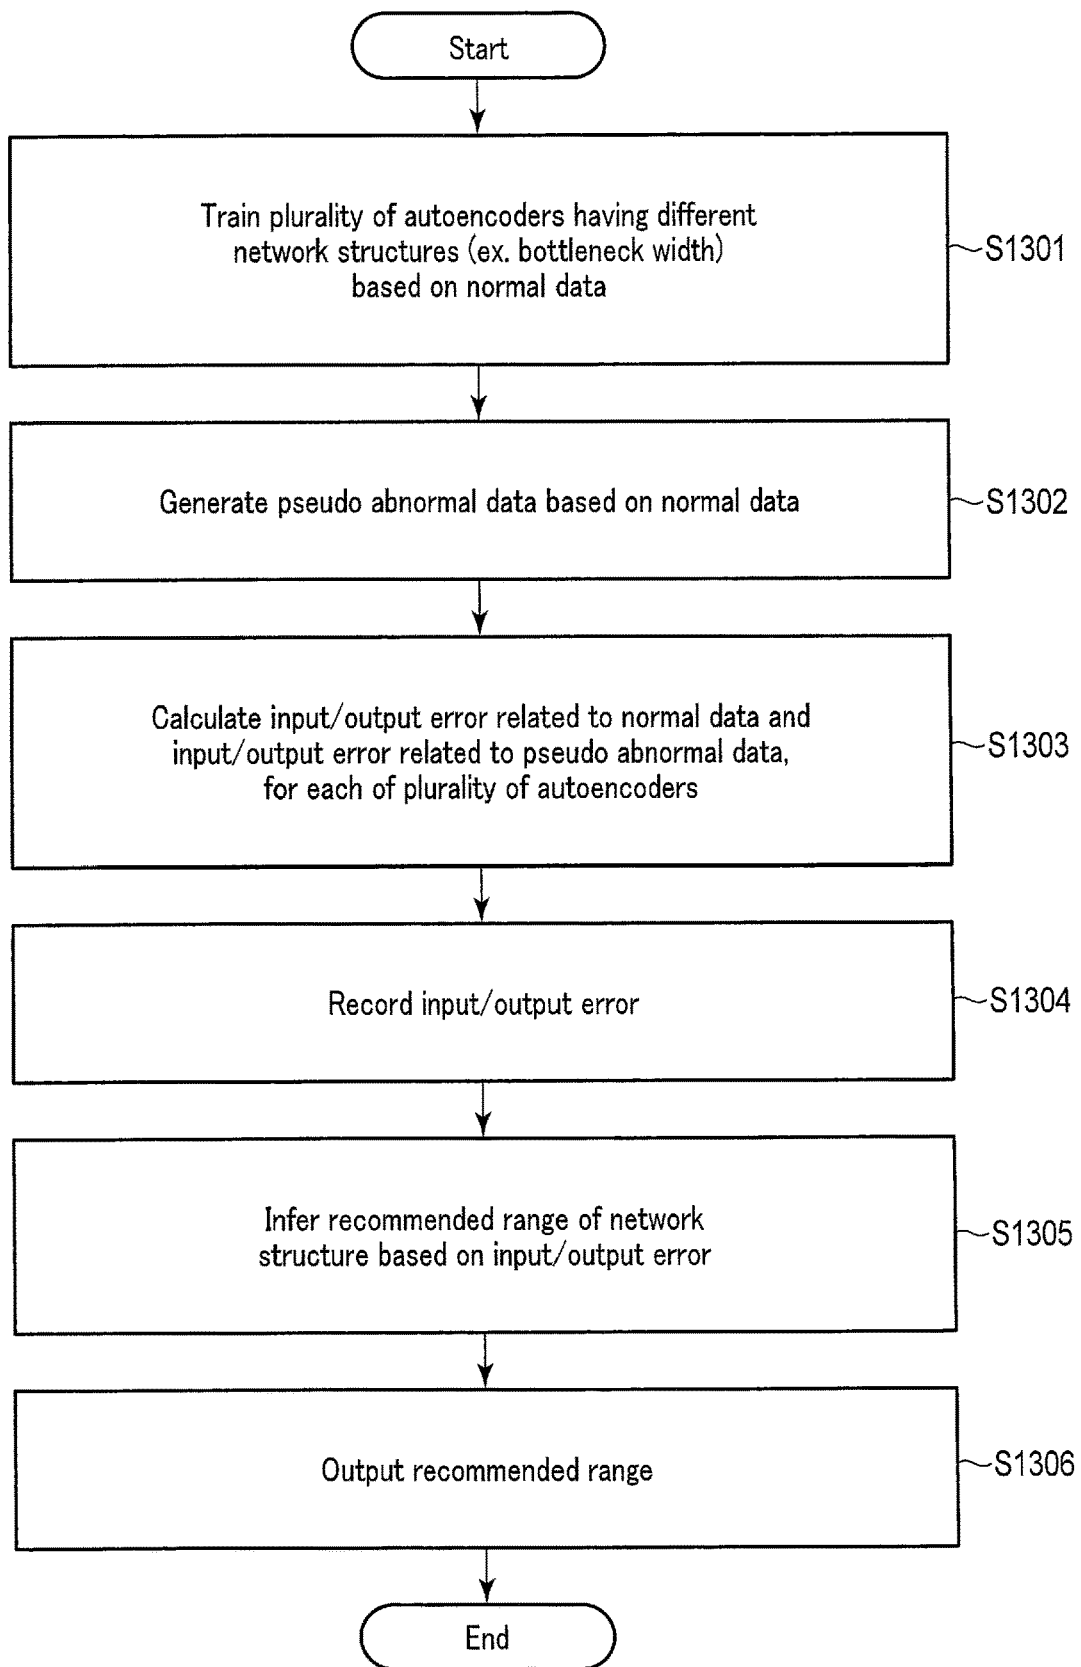 Start
Train plurality of autoencoders having different
network structures (ex. bottleneck width)
based on normal data
S1301
Generate pseudo abnormal data based on normal data
S1302
Calculate input/output error related to normal data and
input/output error related to pseudo abnormal data,
for each of plurality of autoencoders
S1303
Record input/output error
S1304
Infer recommended range of network
structure based on input/output error
S1305
Output recommended range
S1306
End